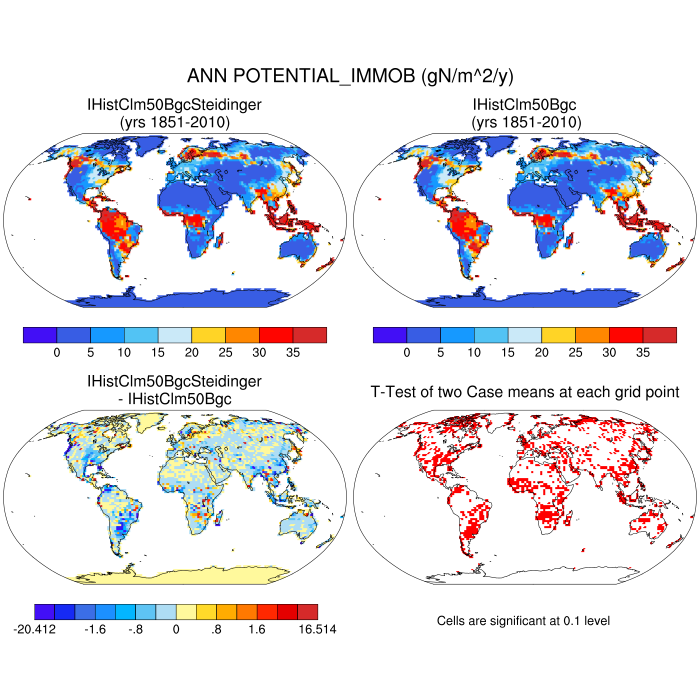 ANN POTENTIAL_IMMOB (gN/m^2/y)
IHistClm50BgcSteidinger
(yrs 1851-2010)
IHistClm50Bgc
(yrs 1851-2010)
0 5 10 15 20 25 30 35
0 5 10 15 20 25 30 35
IHistClm50BgcSteidinger
- IHistClm50Bgc
T-Test of two Case means at each grid point
-20.412 -1.6 -.8 0 .8 1.6 16.514
Cells are significant at 0.1 level